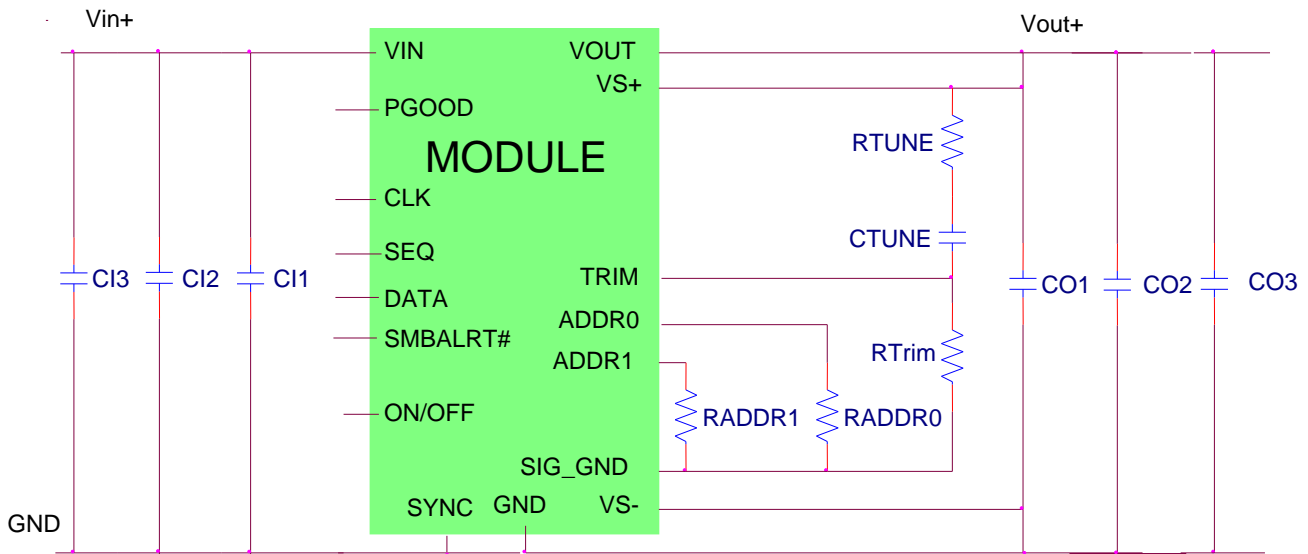 Vin+
Vout+
VIN
VOUT
VS+
PGOOD
MODULE
RTUNE
CLK
CTUNE
SEQ
TRIM
CI3
CI2
CI1
CO1
CO2
CO3
DATA
ADDR0
SMBALRT#
ADDR1
RTrim
ON/OFF
RADDR1
RADDR0
SIG_GND
SYNC
GND
VS-
GND